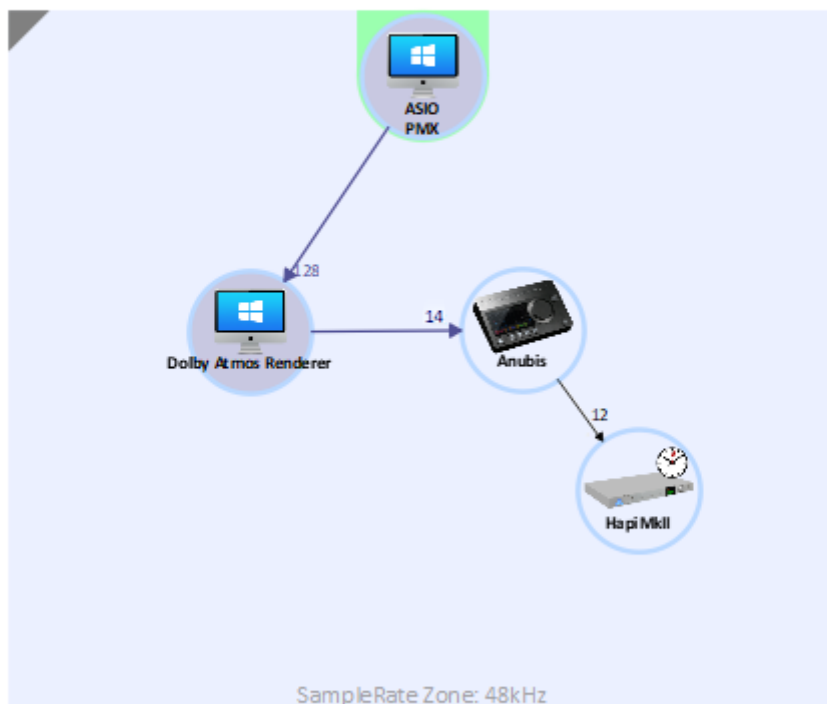 ASIO
PMX
128
14
Dolby Atmos Renderer
Anubis
12
Hapi MkII
SampleRate Zone: 48kHz